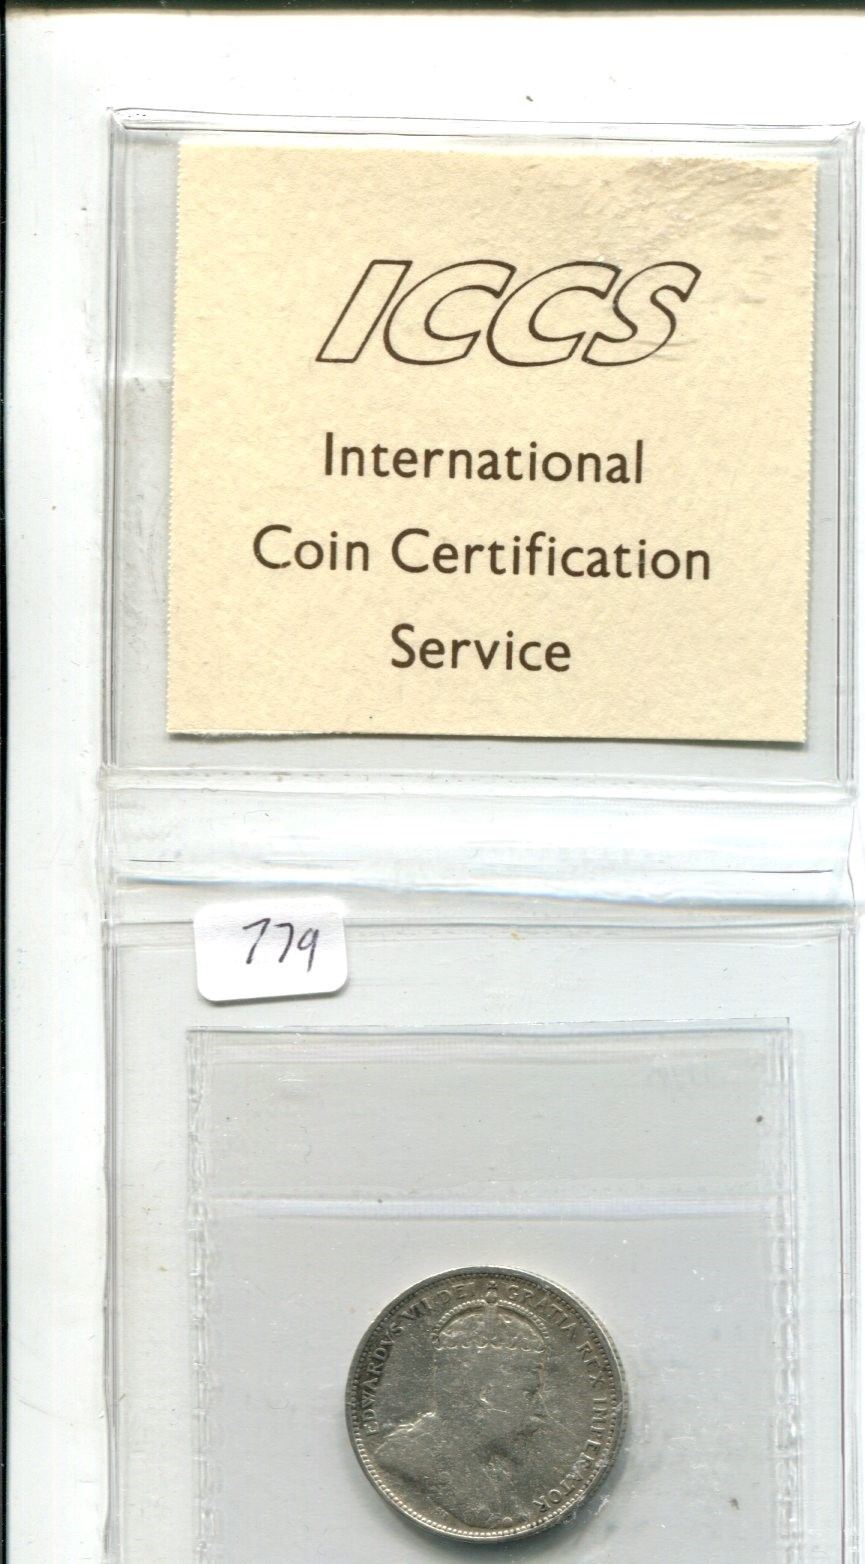 ICCS
International
Coin Certification
Service
779
EDWARDVS VII DEI GRATIA REX IMPERATOR